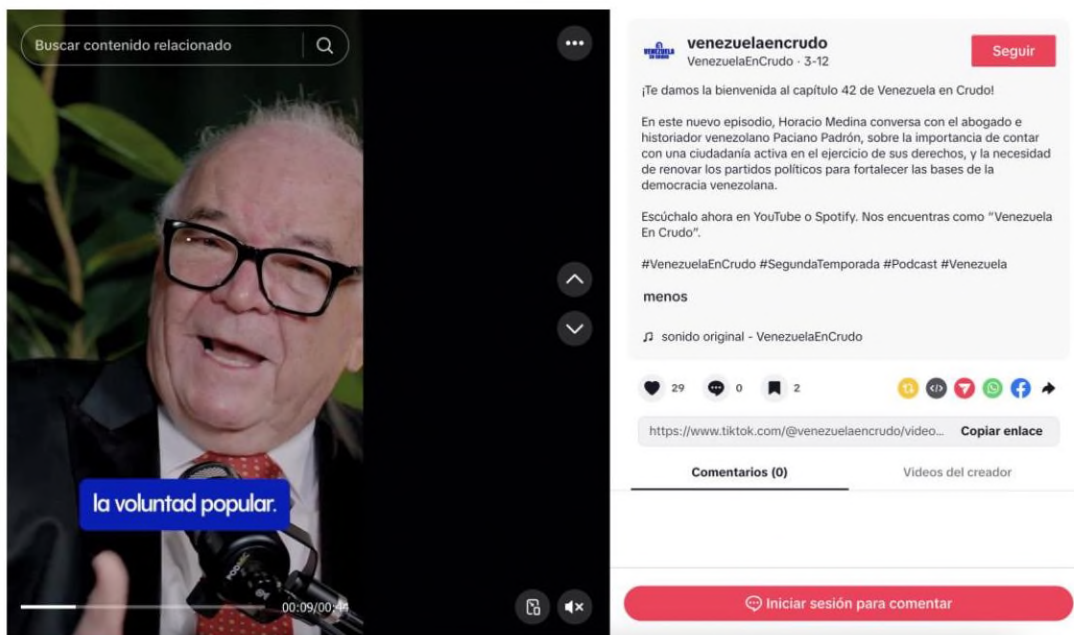 Buscar contenido relacionado
la voluntad popular.
00:09/00:44
VENEZUELA
EN CRUDO
venezuelaencrudo
VenezuelaEnCrudo · 3-12
Seguir
¡Te damos la bienvenida al capítulo 42 de Venezuela en Crudo!
En este nuevo episodio, Horacio Medina conversa con el abogado e
historiador venezolano Paciano Padrón, sobre la importancia de contar
con una ciudadanía activa en el ejercicio de sus derechos, y la necesidad
de renovar los partidos políticos para fortalecer las bases de la
democracia venezolana.
Escúchalo ahora en YouTube o Spotify. Nos encuentras como “Venezuela
En Crudo”.
#VenezuelaEnCrudo #SegundaTemporada #Podcast #Venezuela
menos
sonido original - VenezuelaEnCrudo
29
0
2
https://www.tiktok.com/@venezuelaencrudo/video...
Copiar enlace
Comentarios (0)
Videos del creador
Iniciar sesión para comentar